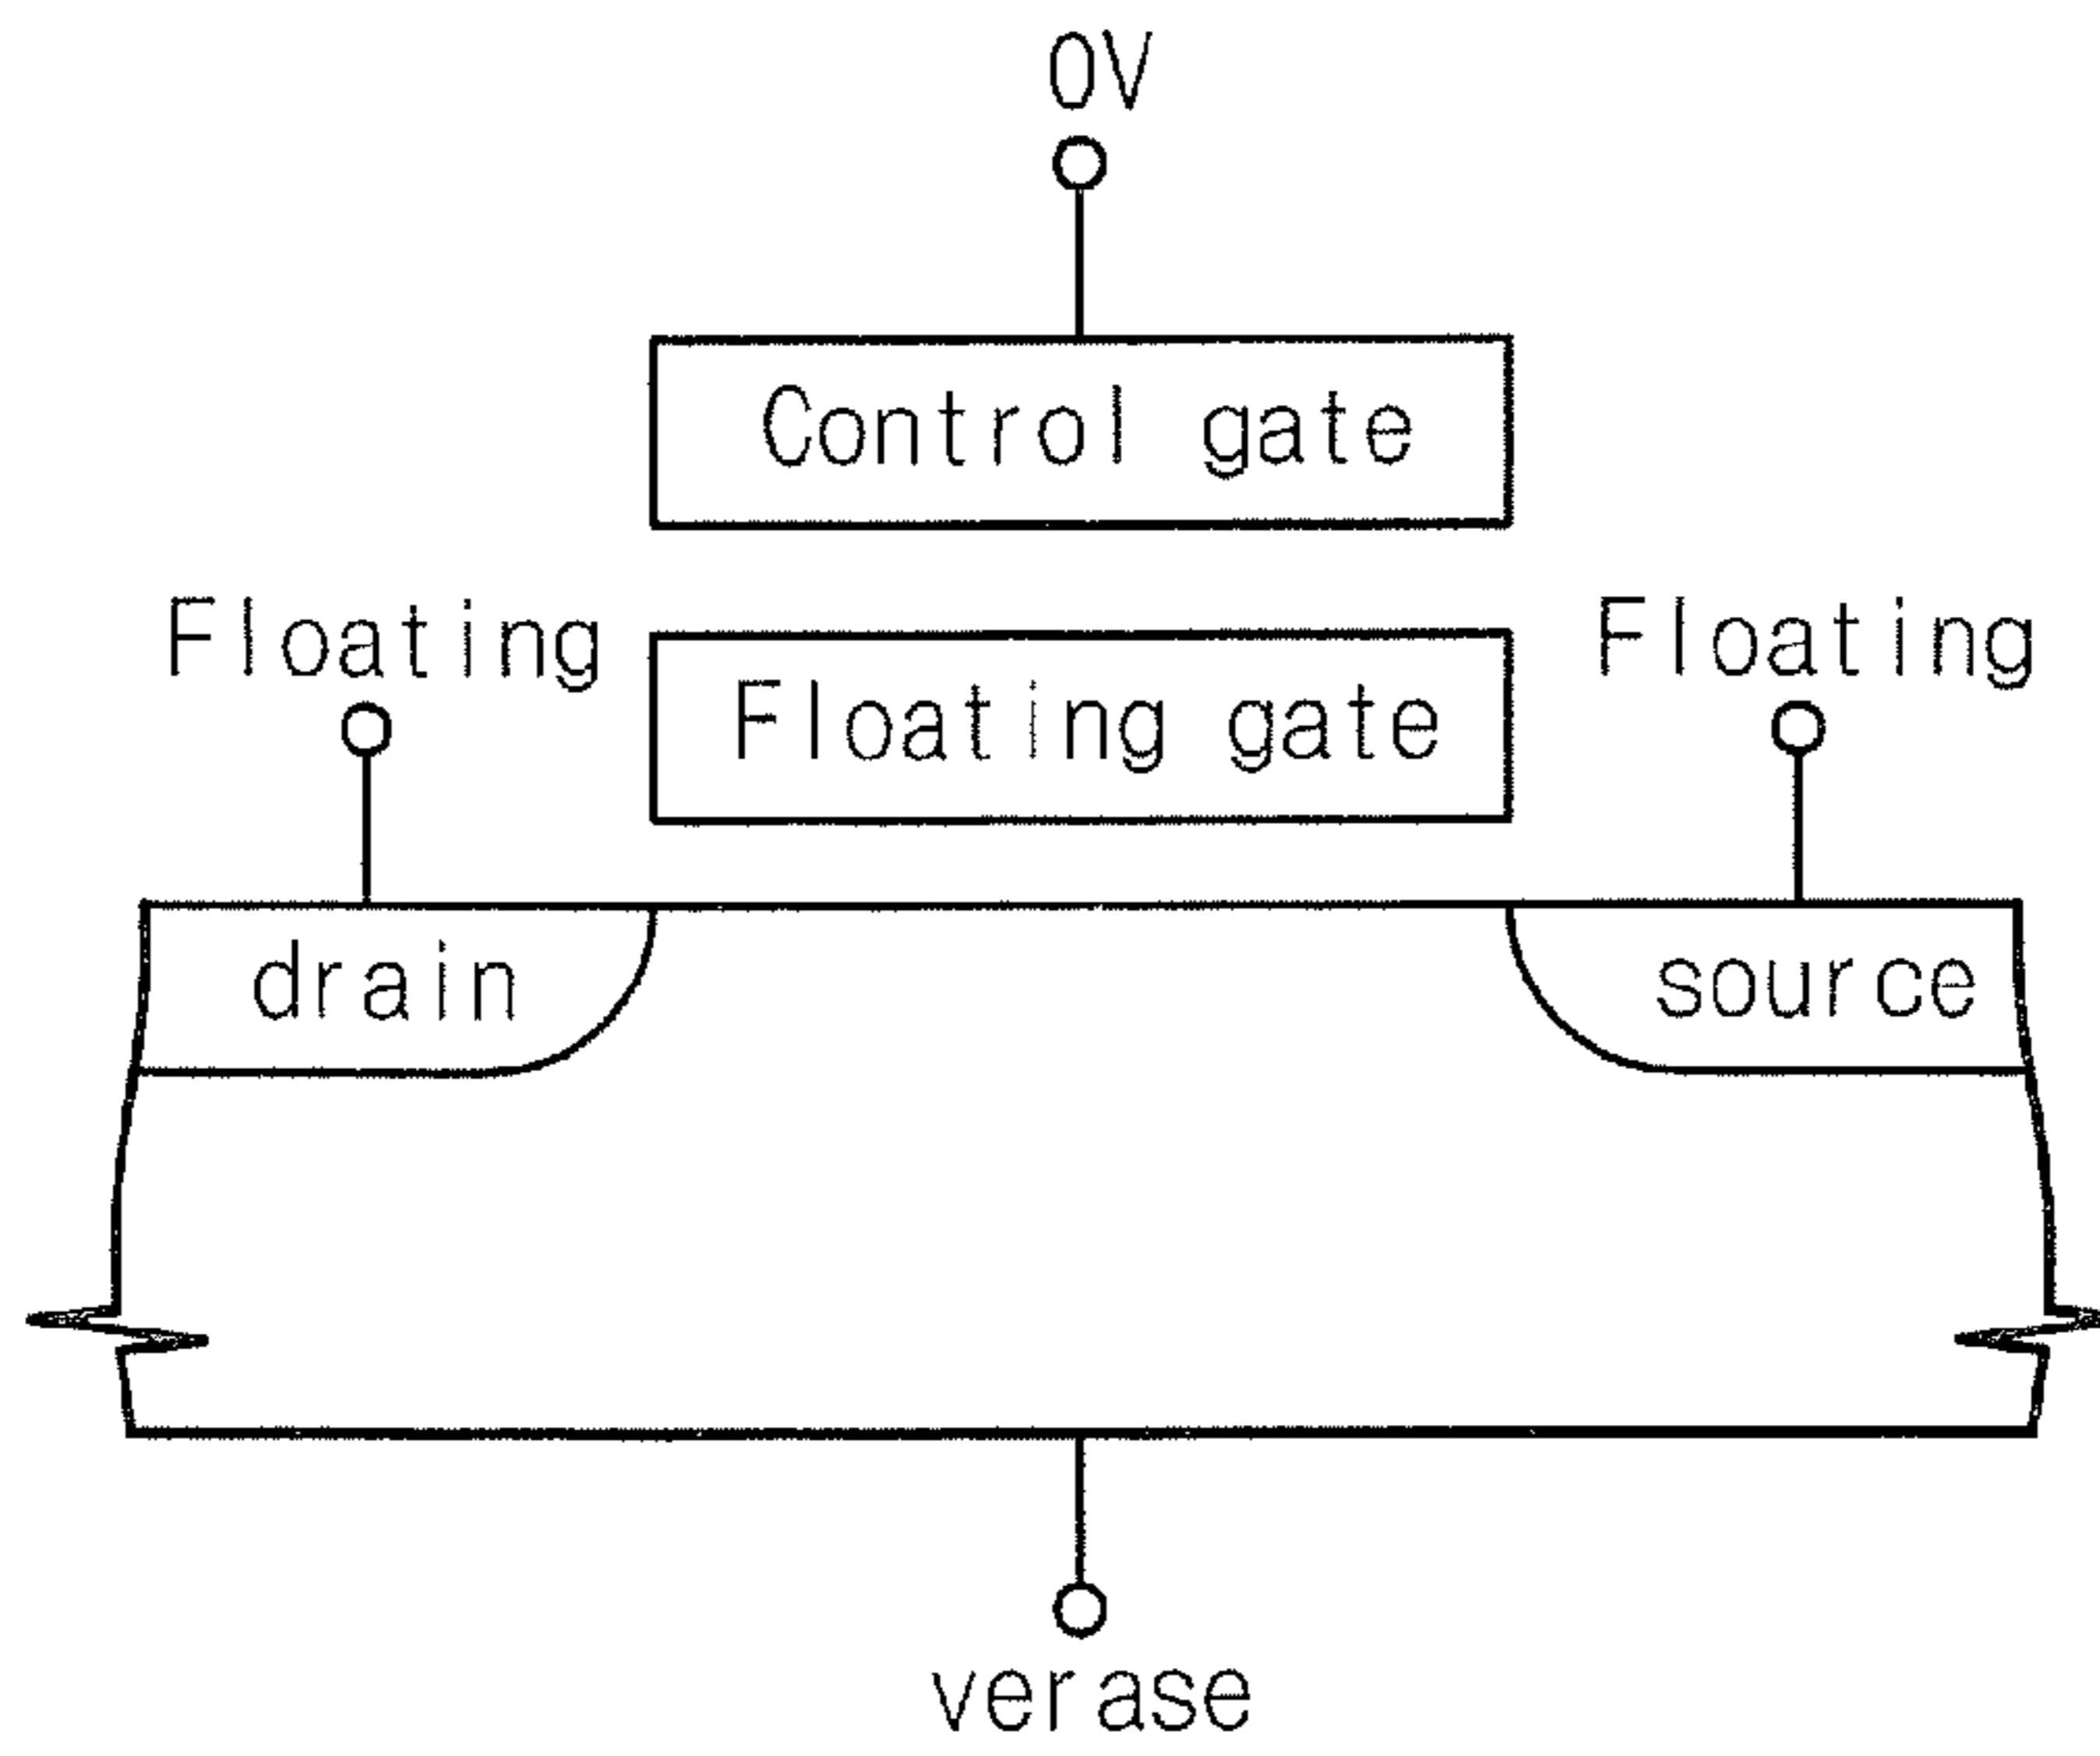 0V
Control gate
Floating
Floating
Floating gate
drain
source
verase